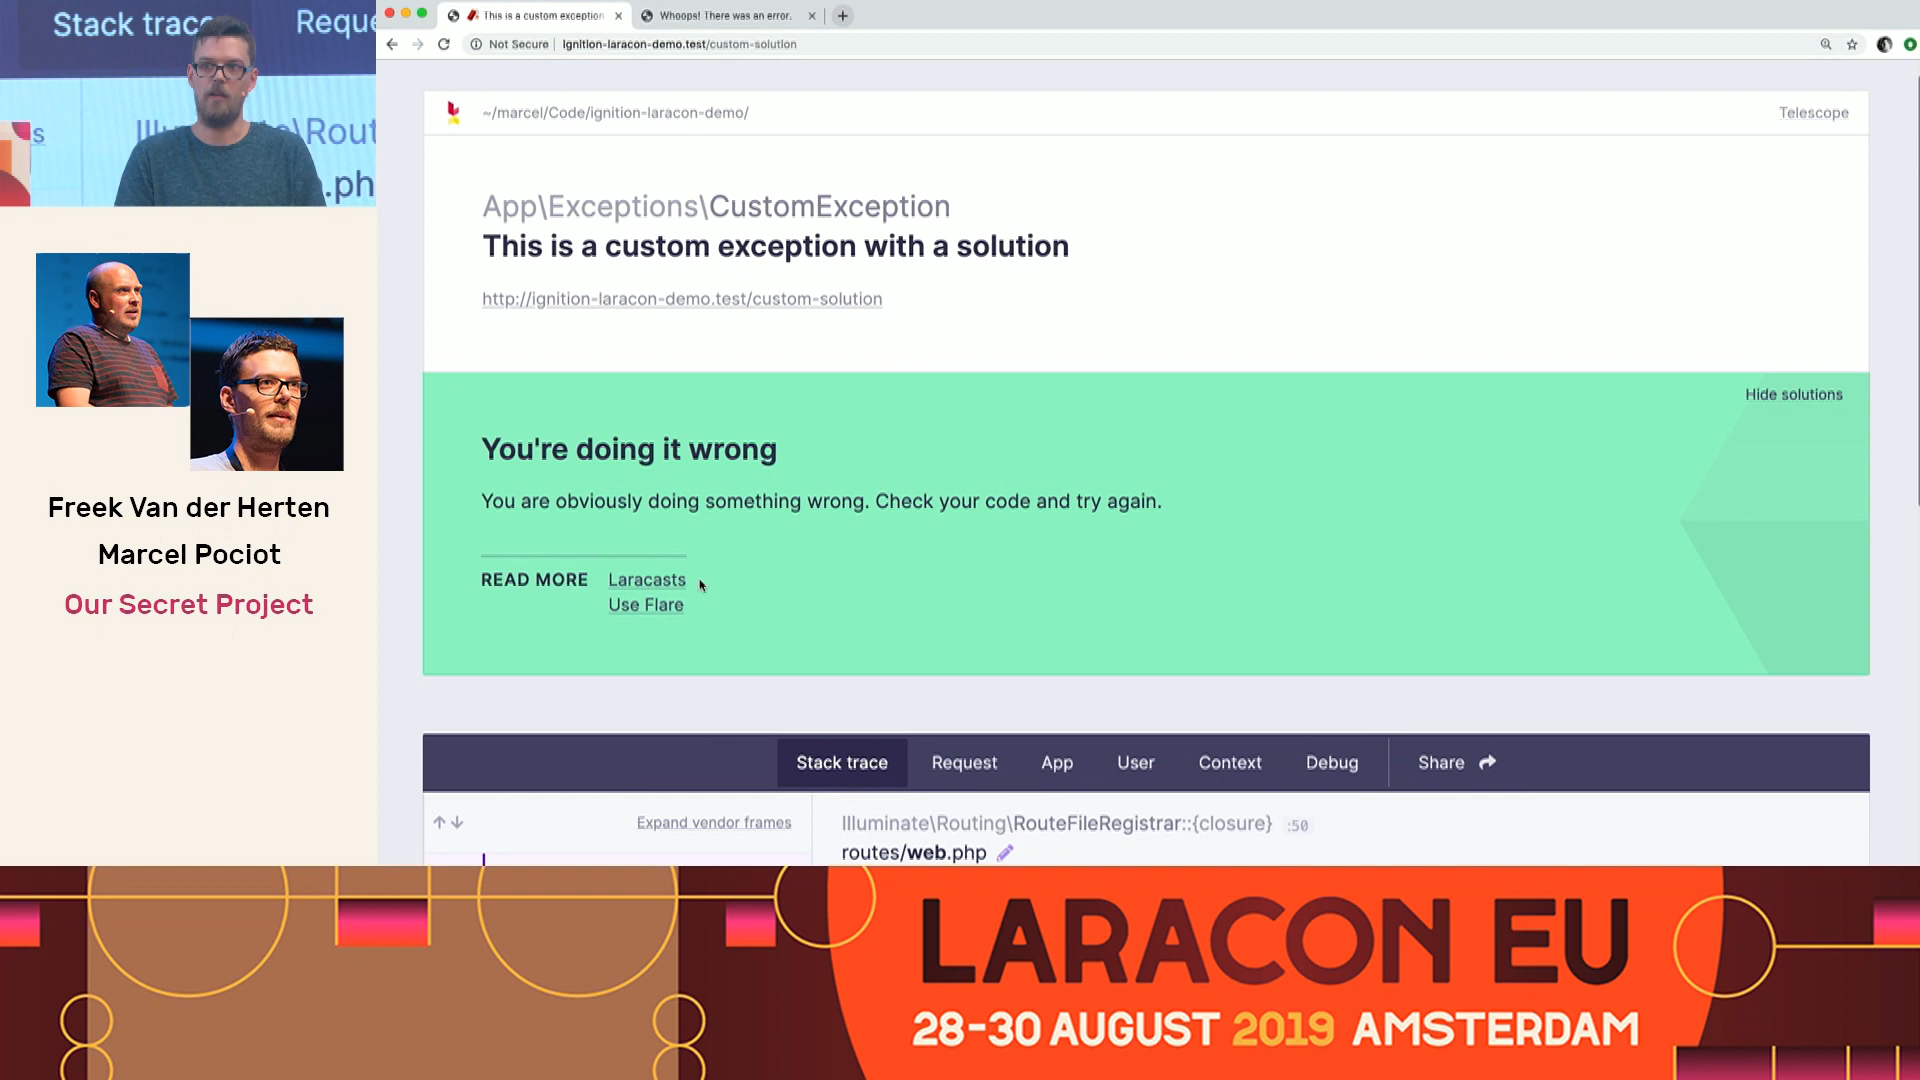 Stack trac
Reque
s
Illuminate\Rout
.ph
Freek Van der Herten
Marcel Pociot
Our Secret Project
This is a custom exception
Whoops! There was an error.
Not Secure
ignition-laracon-demo.test/custom-solution
~/marcel/Code/ignition-laracon-demo/
Telescope
App\Exceptions\CustomException
This is a custom exception with a solution
http://ignition-laracon-demo.test/custom-solution
Hide solutions
You're doing it wrong
You are obviously doing something wrong. Check your code and try again.
READ MORE Laracasts
Use Flare
Stack trace Request App User Context Debug Share
Expand vendor frames
Illuminate\Routing\RouteFileRegistrar::{closure} :50
routes/web.php
LARACON EU
28-30 AUGUST 2019 AMSTERDAM